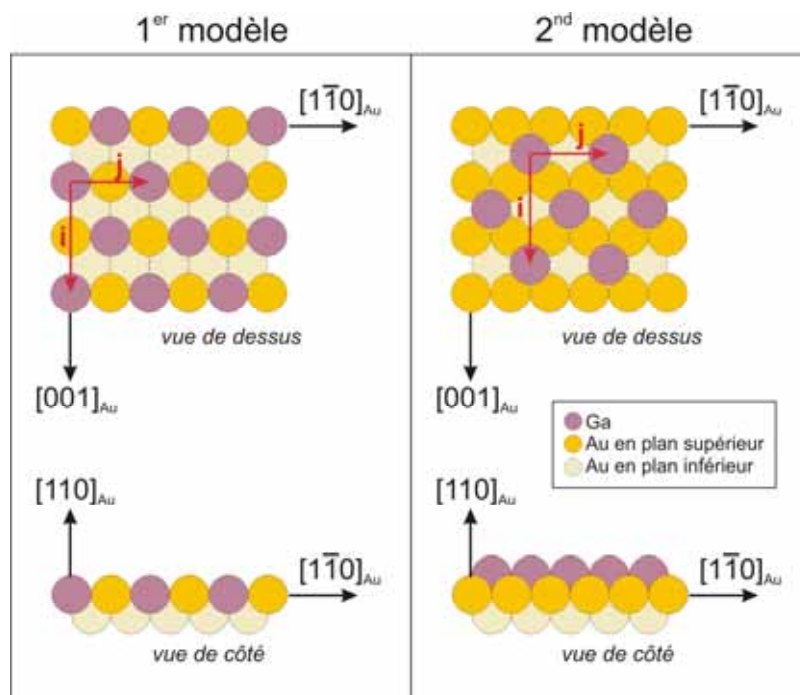 1er modèle
[11̅0]Au
j
i
vue de dessus
[001]Au
[110]Au
[11̅0]Au
vue de côté
2nd modèle
[11̅0]Au
j
i
vue de dessus
[001]Au
Ga
Au en plan supérieur
Au en plan inférieur
[110]Au
[11̅0]Au
vue de côté